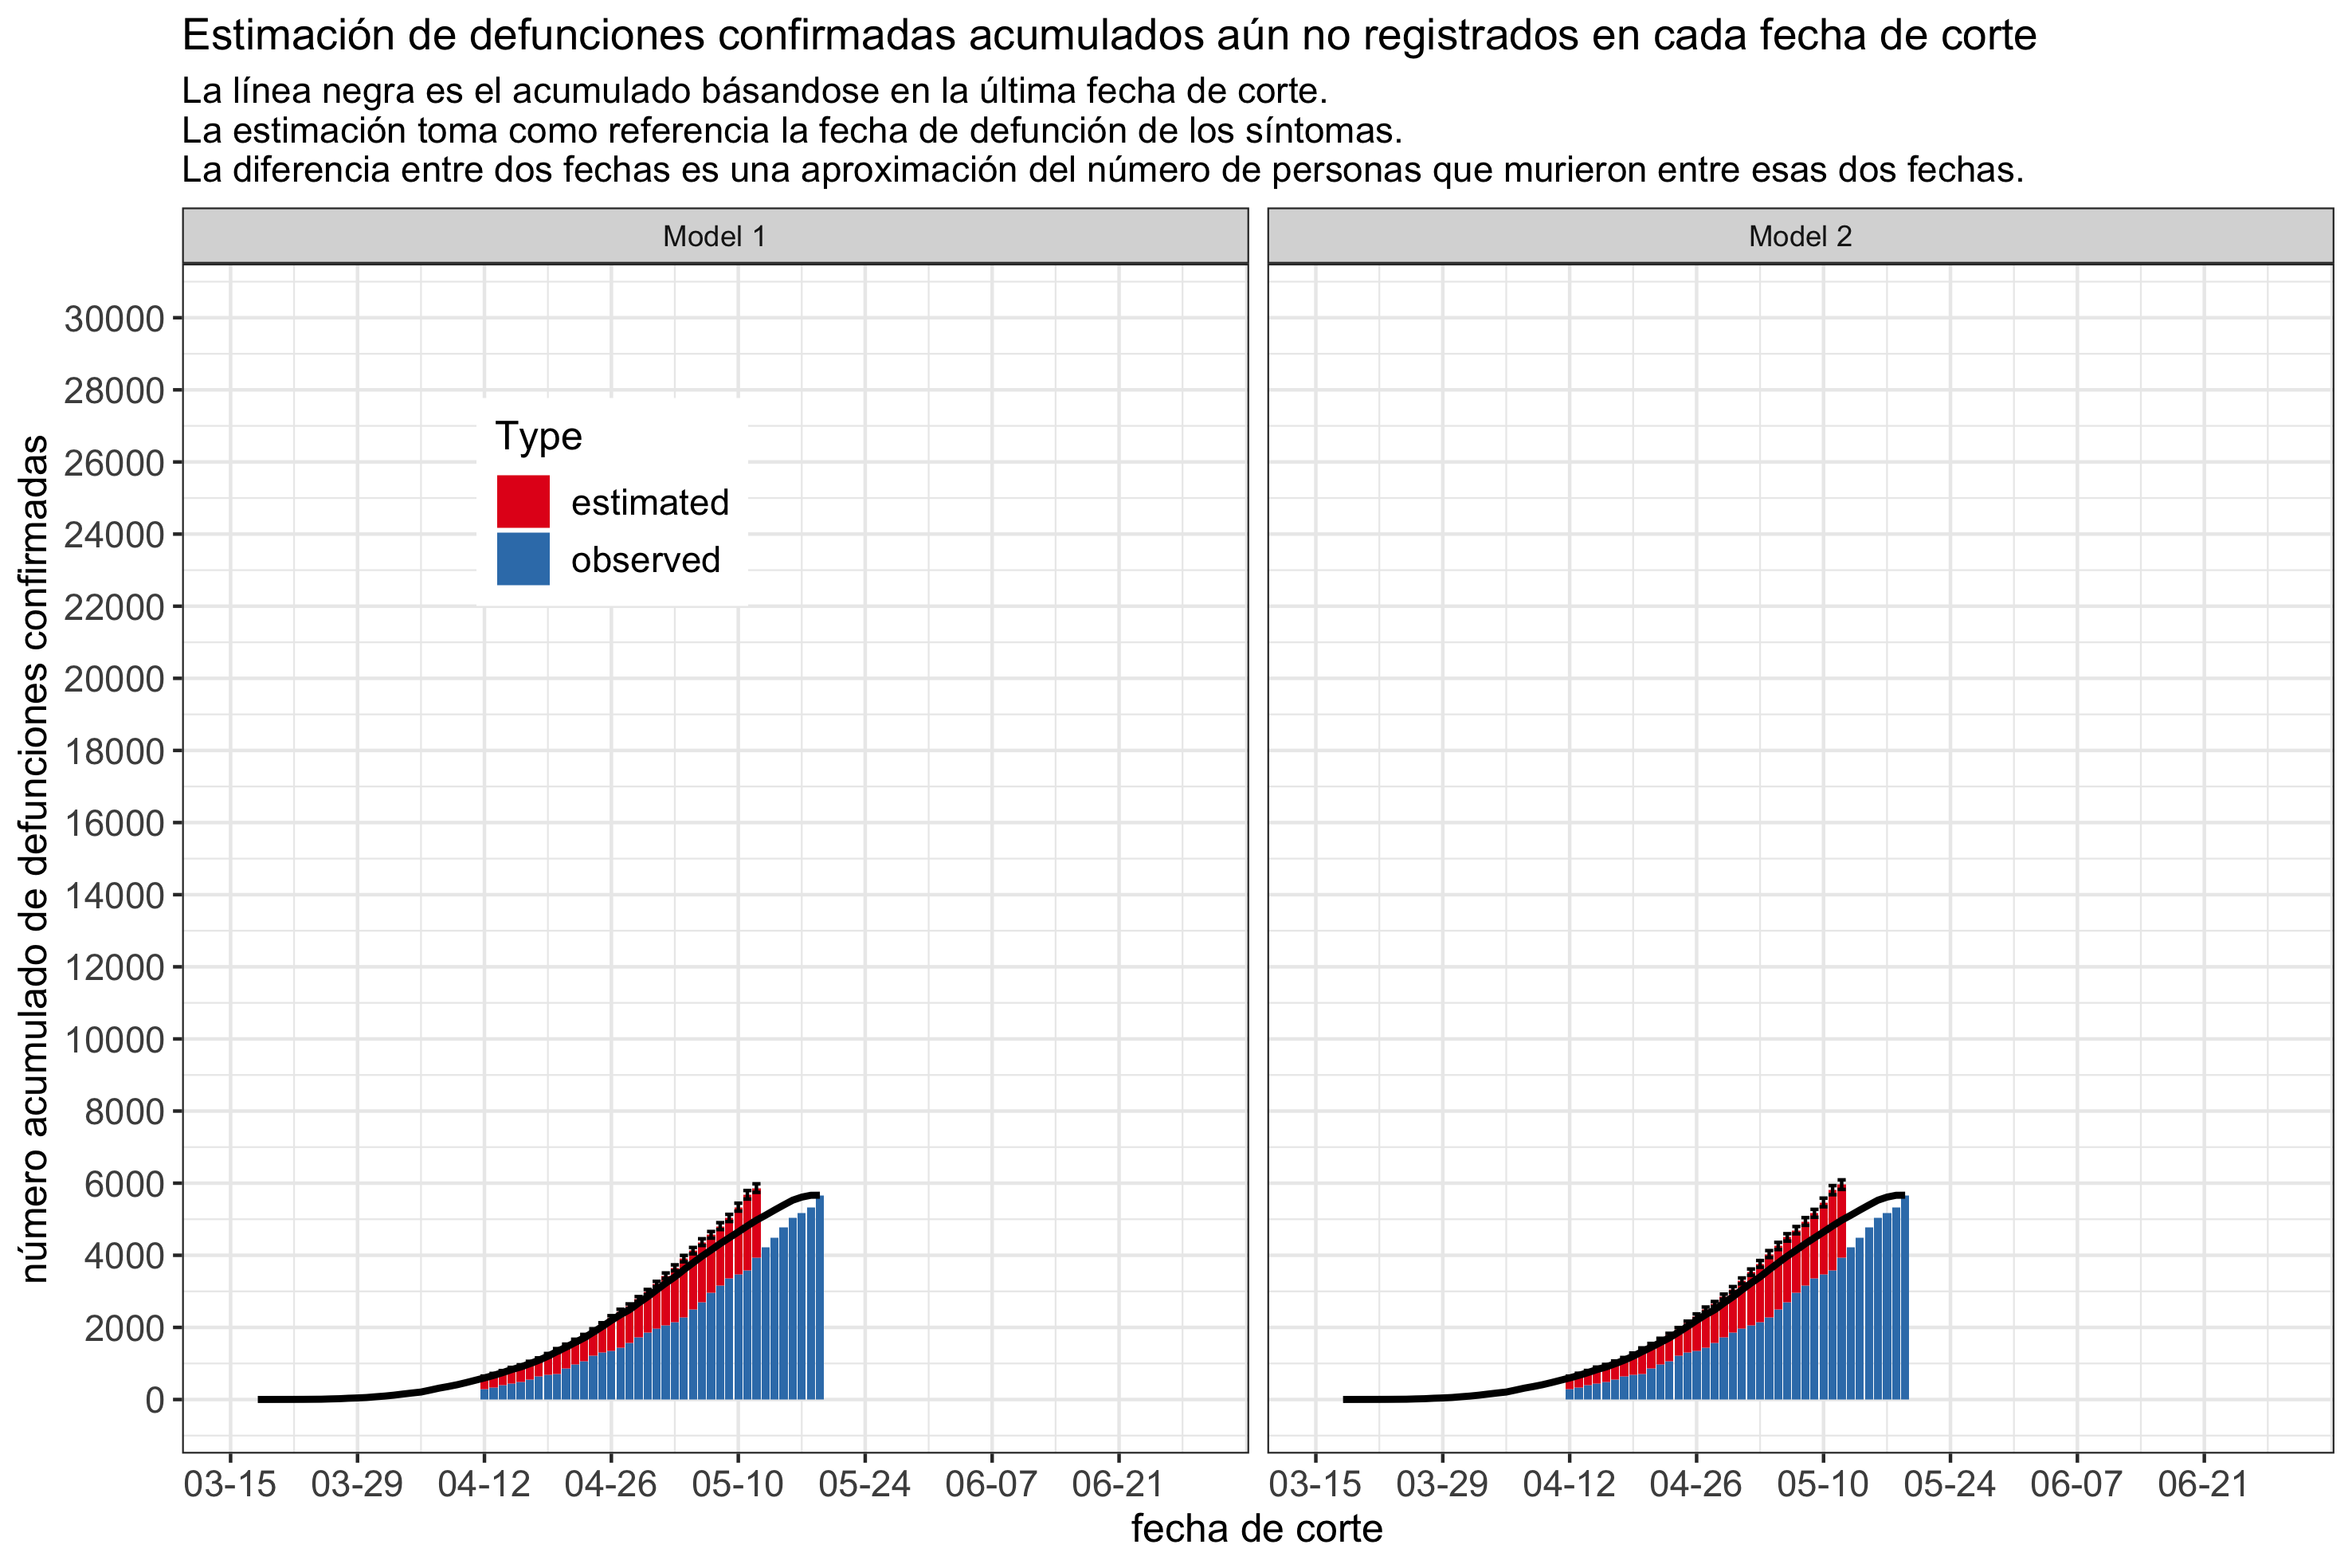 Estimación de defunciones confirmadas acumulados aún no registrados en cada fecha de corte
La línea negra es el acumulado básandose en la última fecha de corte.
La estimación toma como referencia la fecha de defunción de los síntomas.
La diferencia entre dos fechas es una aproximación del número de personas que murieron entre esas dos fechas.
Model 1
Model 2
número acumulado de defunciones confirmadas
30000
28000
26000
24000
22000
20000
18000
16000
14000
12000
10000
8000
6000
4000
2000
0
Type
estimated
observed
03-15 03-29 04-12 04-26 05-10 05-24 06-07 06-21
03-15 03-29 04-12 04-26 05-10 05-24 06-07 06-21
fecha de corte